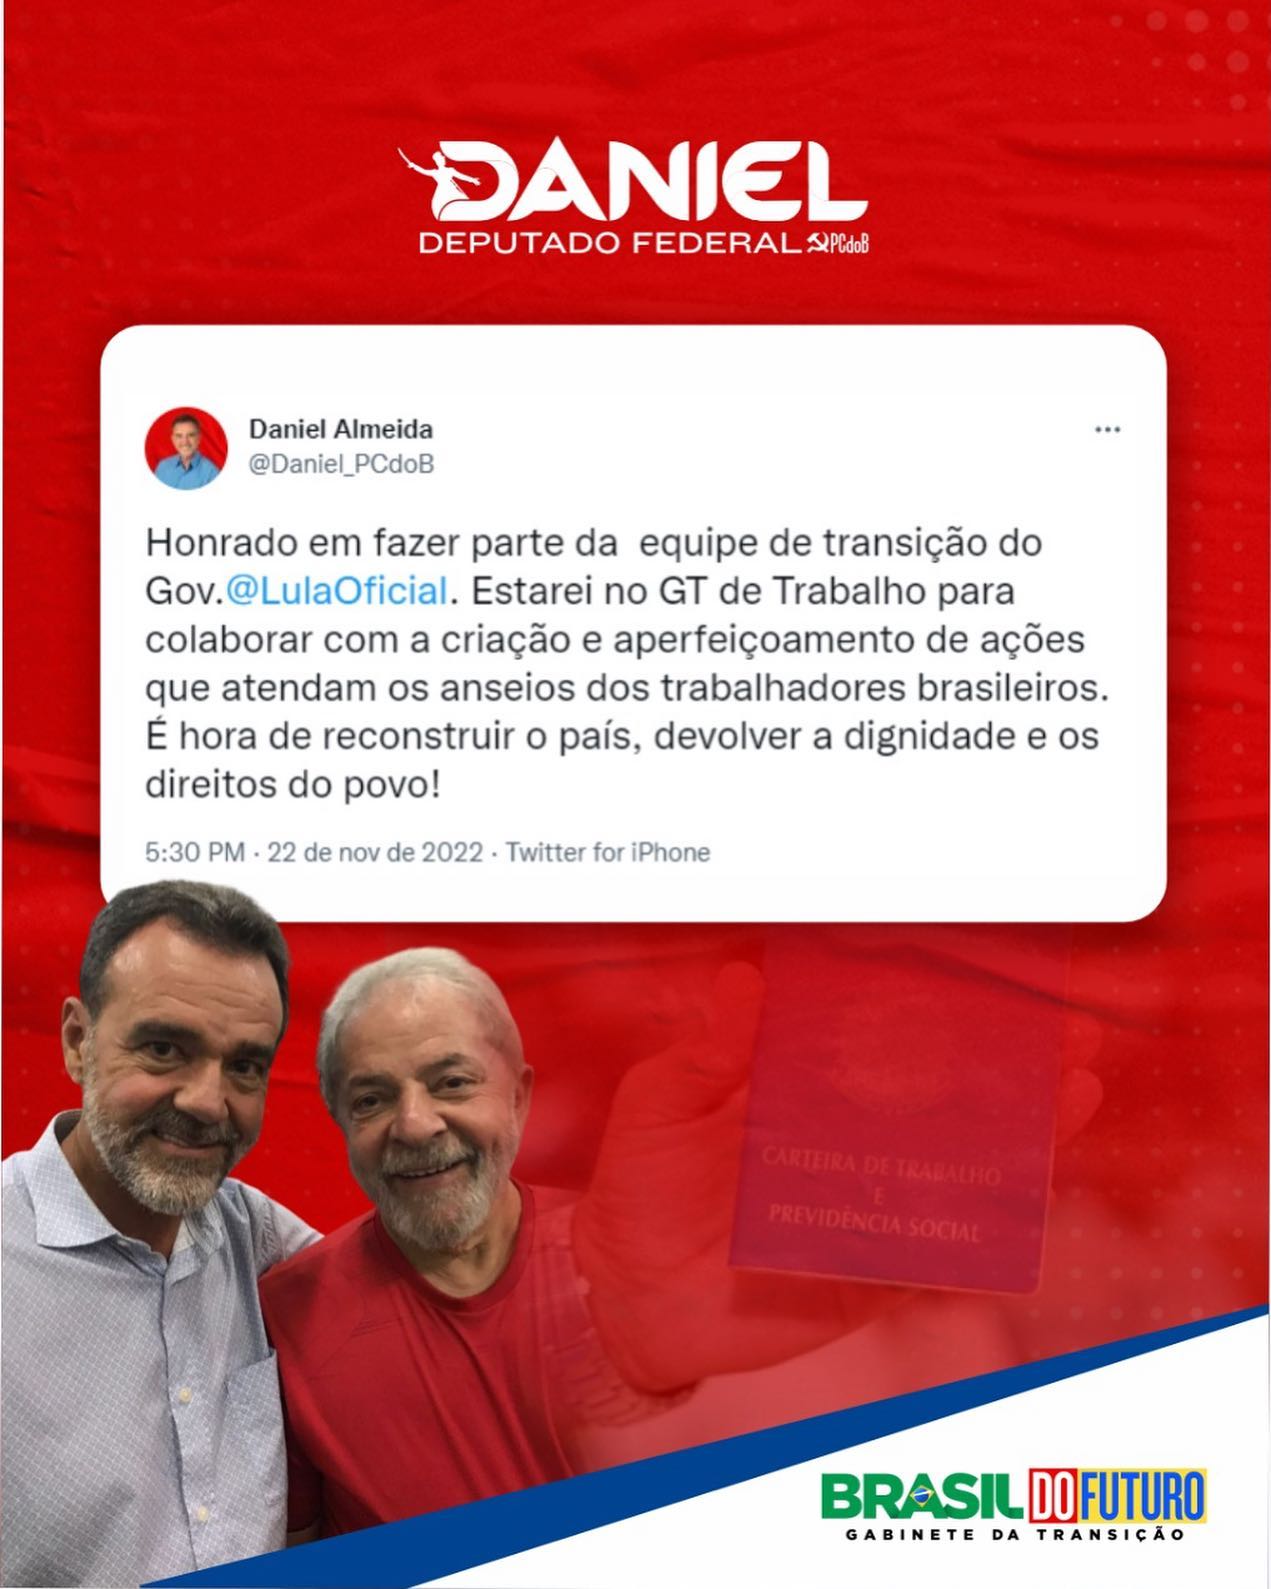 DANIEL
DEPUTADO FEDERAL PCdoB
Daniel Almeida
@Daniel_PCdoB
Honrado em fazer parte da equipe de transição do
Gov.@LulaOficial. Estarei no GT de Trabalho para
colaborar com a criação e aperfeiçoamento de ações
que atendam os anseios dos trabalhadores brasileiros.
É hora de reconstruir o país, devolver a dignidade e os
direitos do povo!
5:30 PM · 22 de nov de 2022 · Twitter for iPhone
CARTEIRA DE TRABALHO
E
PREVIDÊNCIA SOCIAL
BRASIL DO FUTURO
GABINETE DA TRANSIÇÃO